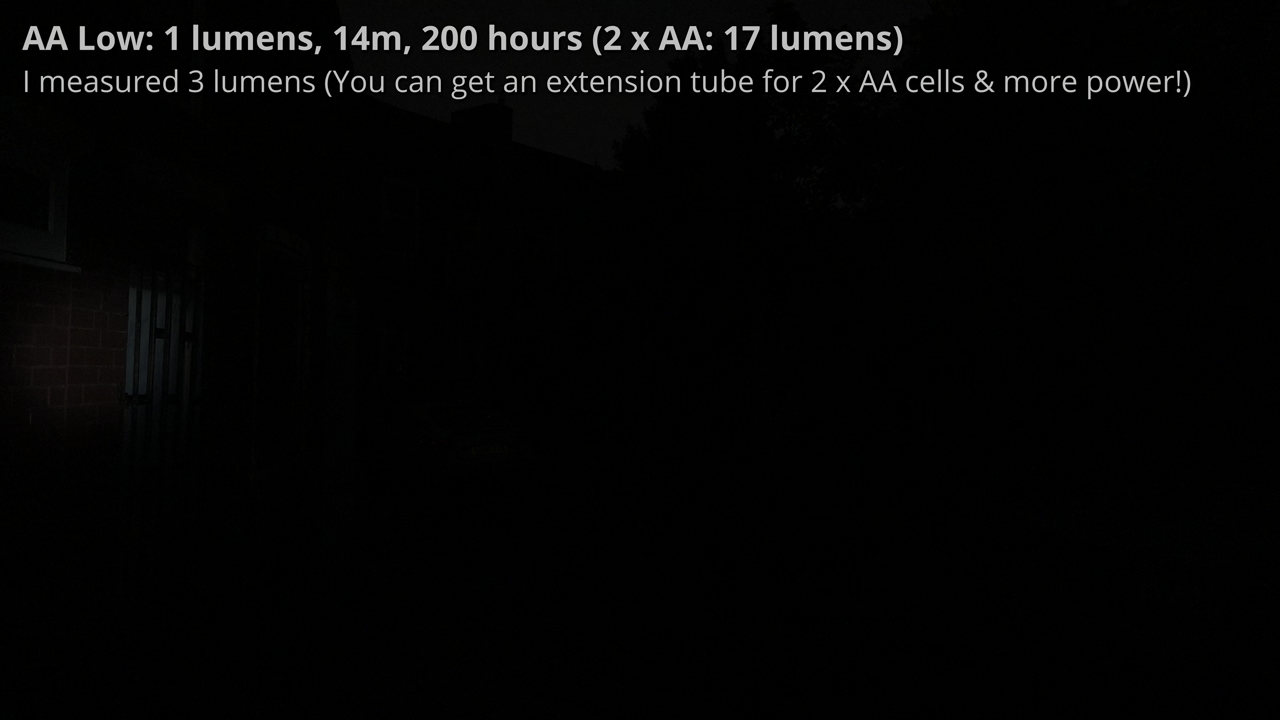 AA Low: 1 lumens, 14m, 200 hours (2 x AA: 17 lumens)
I measured 3 lumens (You can get an extension tube for 2 x AA cells & more power!)